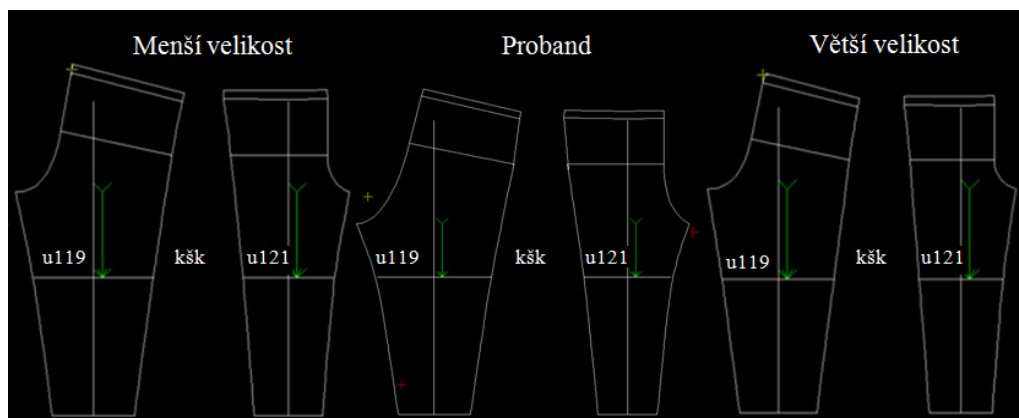 Menší velikost
Proband
Větší velikost
u119
kšk
u121
u119
kšk
u121
u119
kšk
u121